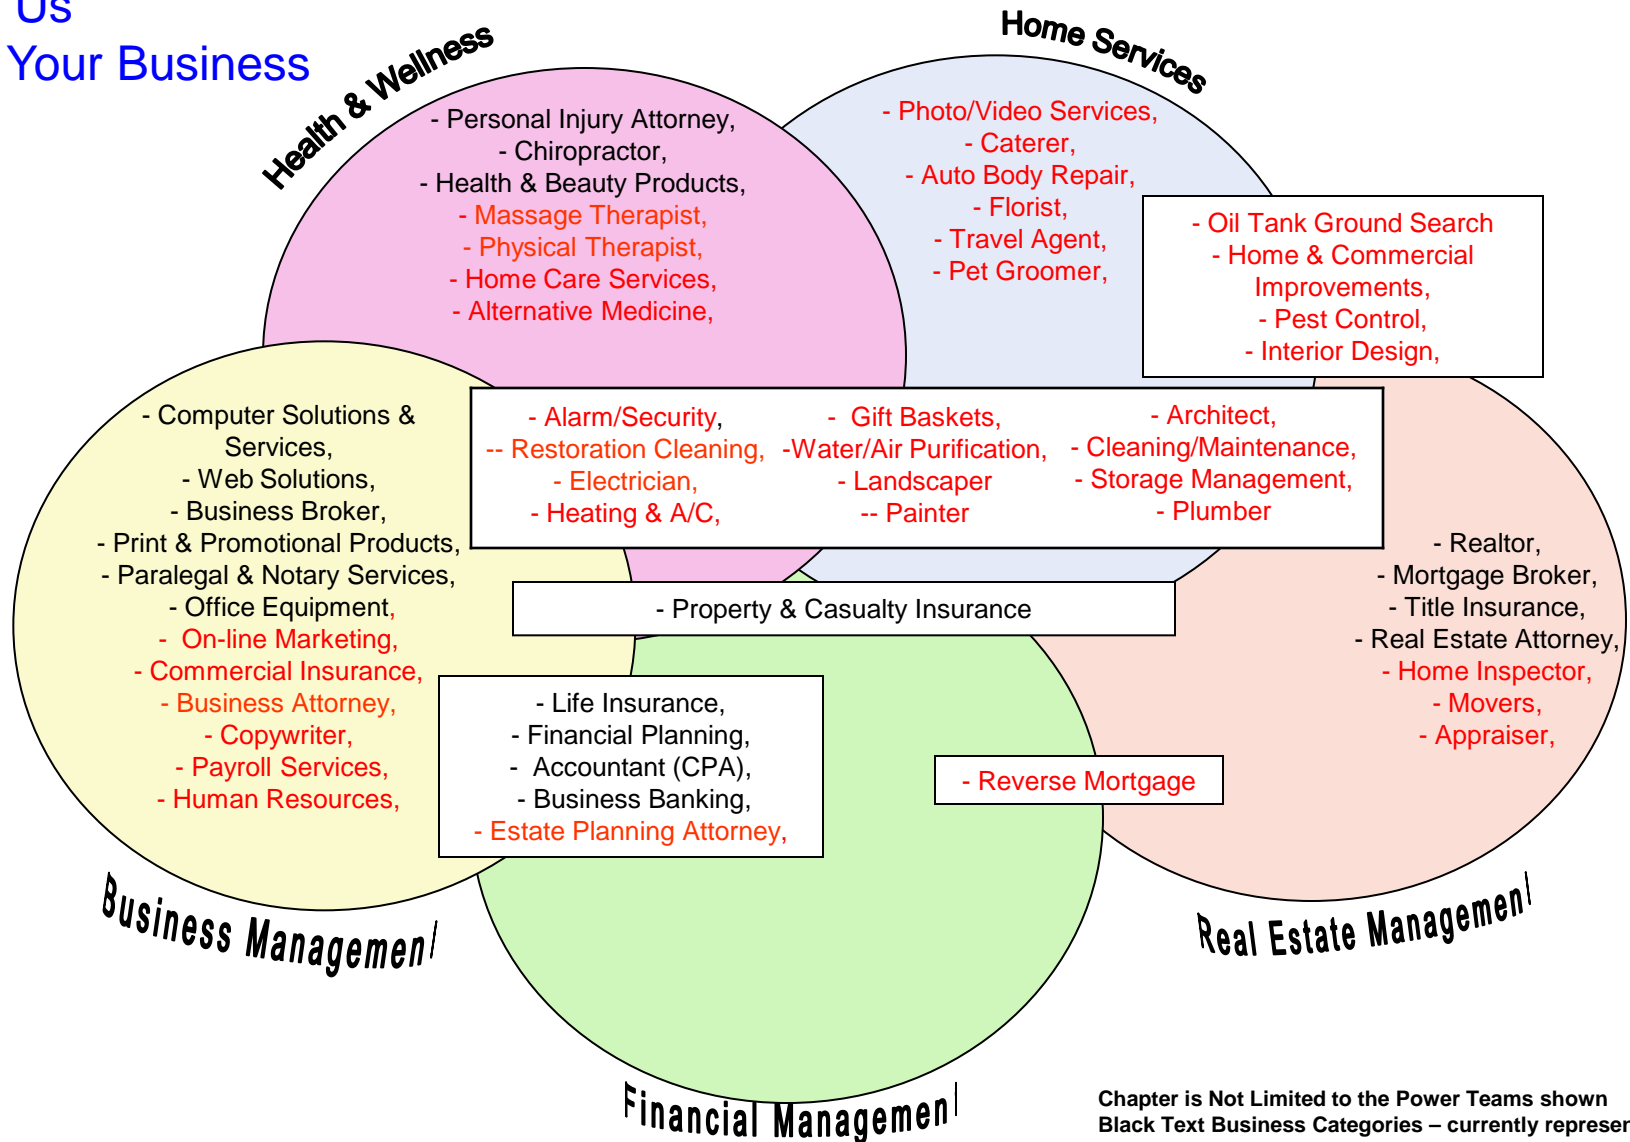 Us
Your Business
Health & Wellness
Home Services
- Personal Injury Attorney,
- Chiropractor,
- Health & Beauty Products,
- Massage Therapist,
- Physical Therapist,
- Home Care Services,
- Alternative Medicine,
- Photo/Video Services,
- Caterer,
- Auto Body Repair,
- Florist,
- Travel Agent,
- Pet Groomer,
- Oil Tank Ground Search
- Home & Commercial
Improvements,
- Pest Control,
- Interior Design,
- Computer Solutions &
Services,
- Web Solutions,
- Business Broker,
- Print & Promotional Products,
- Paralegal & Notary Services,
- Office Equipment,
- On-line Marketing,
- Commercial Insurance,
- Business Attorney,
- Copywriter,
- Payroll Services,
- Human Resources,
- Alarm/Security,
-- Restoration Cleaning,
- Electrician,
- Heating & A/C,
- Gift Baskets,
-Water/Air Purification,
- Landscaper
-- Painter
- Architect,
- Cleaning/Maintenance,
- Storage Management,
- Plumber
- Property & Casualty Insurance
- Realtor,
- Mortgage Broker,
- Title Insurance,
- Real Estate Attorney,
- Home Inspector,
- Movers,
- Appraiser,
- Life Insurance,
- Financial Planning,
- Accountant (CPA),
- Business Banking,
- Estate Planning Attorney,
- Reverse Mortgage
Business Managemen
Real Estate Managemen
Financial Managemen
Chapter is Not Limited to the Power Teams shown
Black Text Business Categories – currently represer